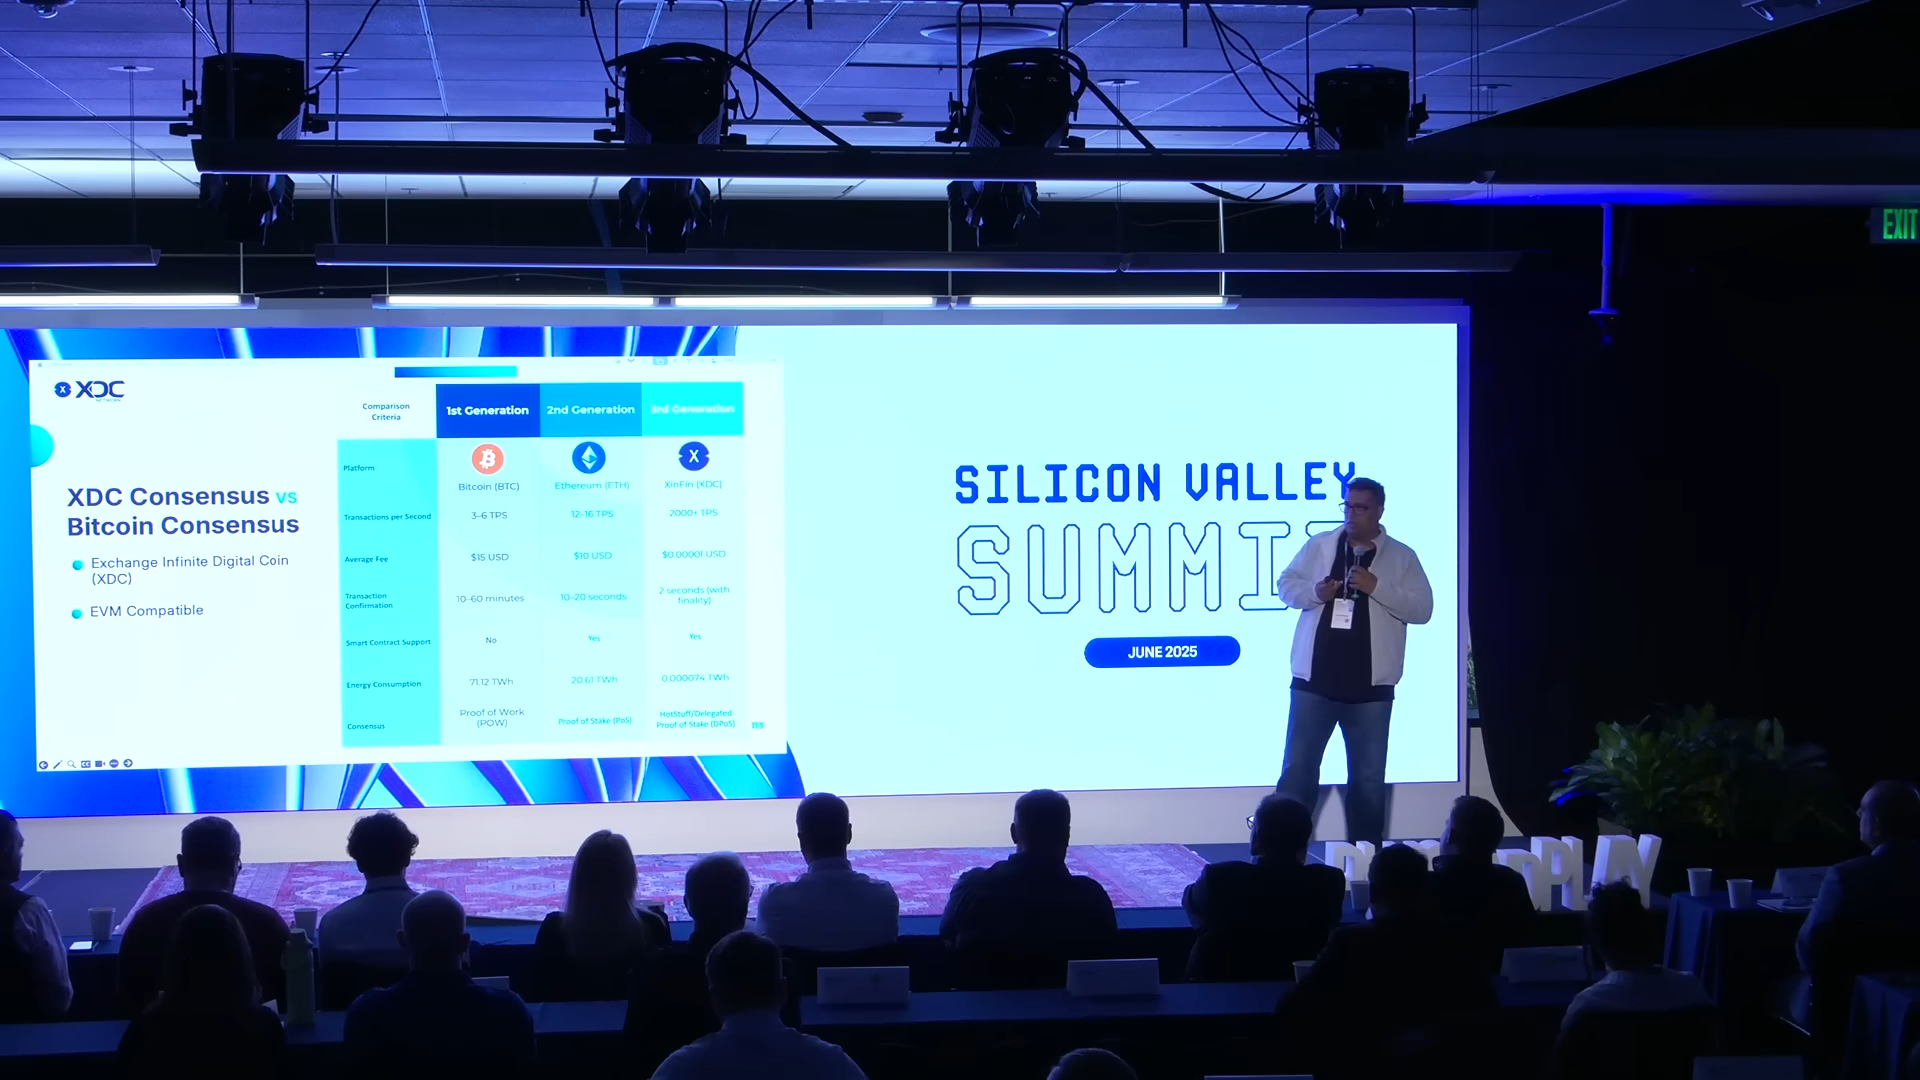 EXIT
XDC
NETWORK
XDC Consensus vs
Bitcoin Consensus
Exchange Infinite Digital Coin
(XDC)
EVM Compatible
Comparison
Criteria
1st Generation
2nd Generation
3rd Generation
Platform
Bitcoin (BTC)
Ethereum (ETH)
XinFin (XDC)
Transactions per Second
3–6 TPS
12–16 TPS
2000+ TPS
Average Fee
$15 USD
$10 USD
$0.00001 USD
Transaction
Confirmation
10–60 minutes
10–20 seconds
2 seconds (with
finality)
Smart Contract Support
No
Yes
Yes
Energy Consumption
71.12 TWh
20.61 TWh
0.000074 TWh
Consensus
Proof of Work
(POW)
Proof of Stake (PoS)
HotStuff/Delegated
Proof of Stake (DPoS)
SILICON VALLEY
SUMMI
JUNE 2025
PLAY